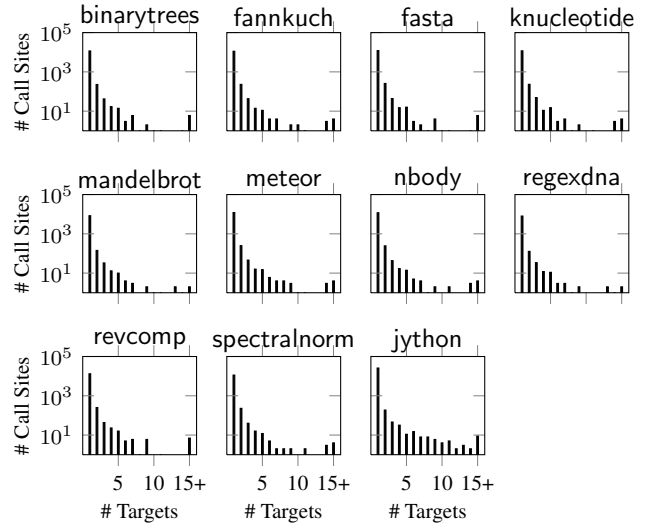 binarytrees fannkuch fasta knucleotide
10^5
10^3
10^1
# Call Sites
mandelbrot meteor nbody regexdna
10^5
10^3
10^1
# Call Sites
revcomp spectralnorm jython
10^5
10^3
10^1
# Call Sites
5 10 15+ 5 10 15+ 5 10 15+
# Targets # Targets # Targets